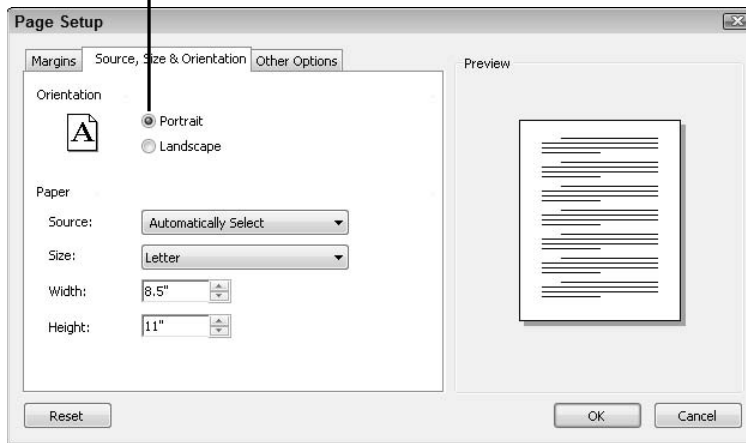 Page Setup
Margins Source, Size & Orientation Other Options
Preview
Orientation
A
Portrait
Landscape
Paper
Source: Automatically Select
Size: Letter
Width: 8.5"
Height: 11"
Reset OK Cancel